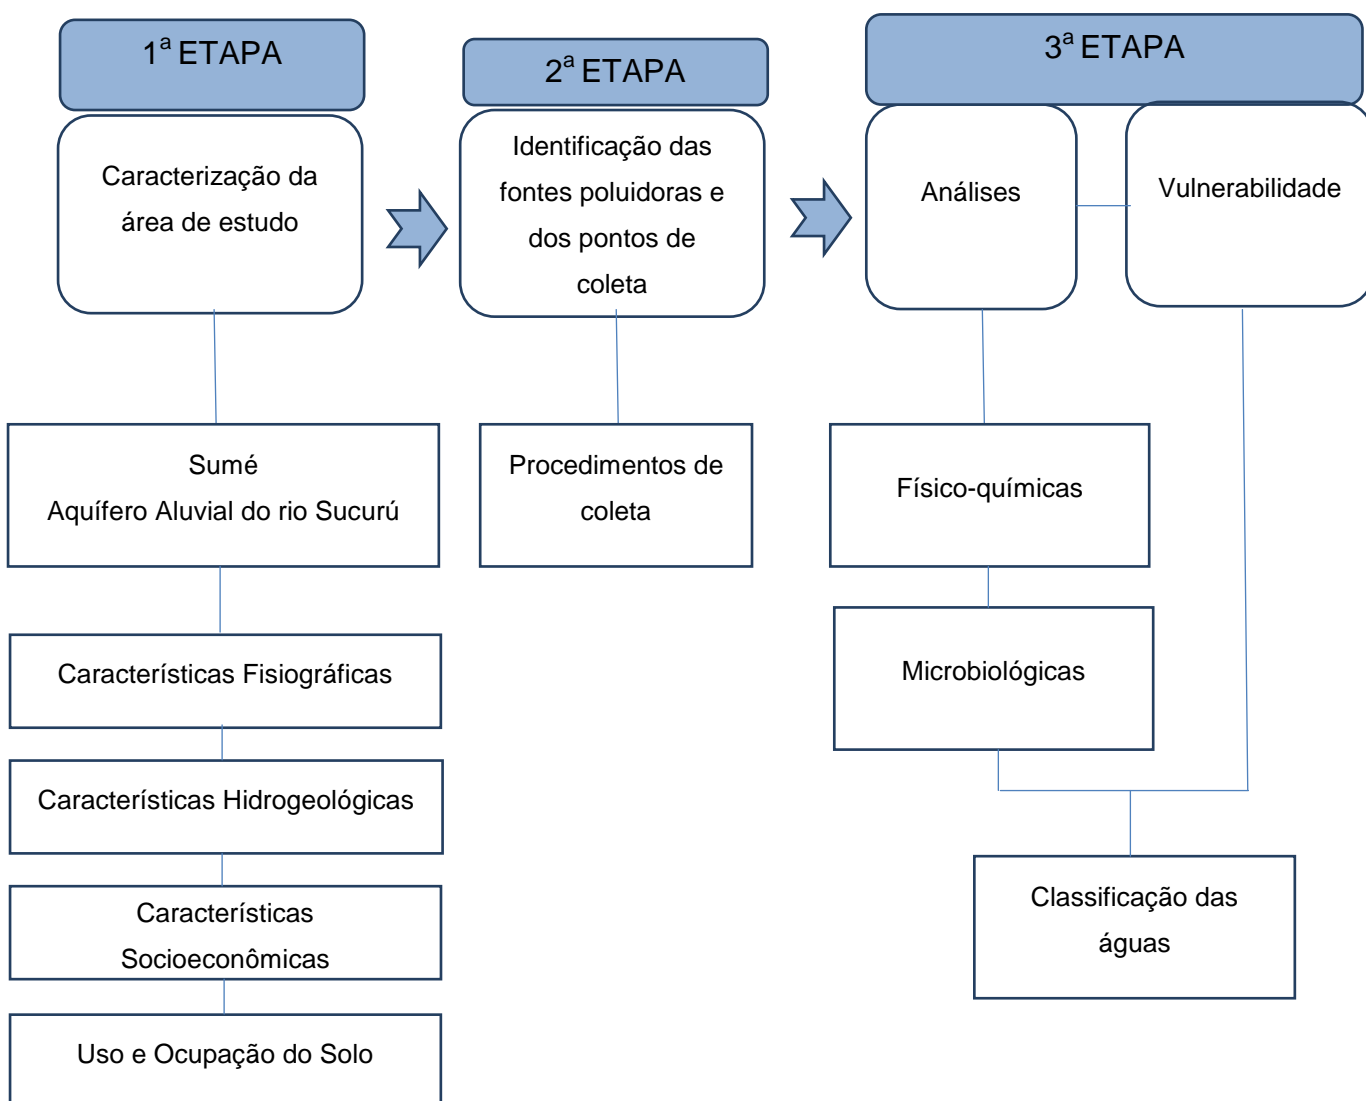 1ª ETAPA
Caracterização da
área de estudo
Sumé
Aquífero Aluvial do rio Sucurú
Características Fisiográficas
Características Hidrogeológicas
Características
Socioeconômicas
Uso e Ocupação do Solo
2ª ETAPA
Identificação das
fontes poluidoras e
dos pontos de
coleta
Procedimentos de
coleta
3ª ETAPA
Análises
Vulnerabilidade
Físico-químicas
Microbiológicas
Classificação das
águas